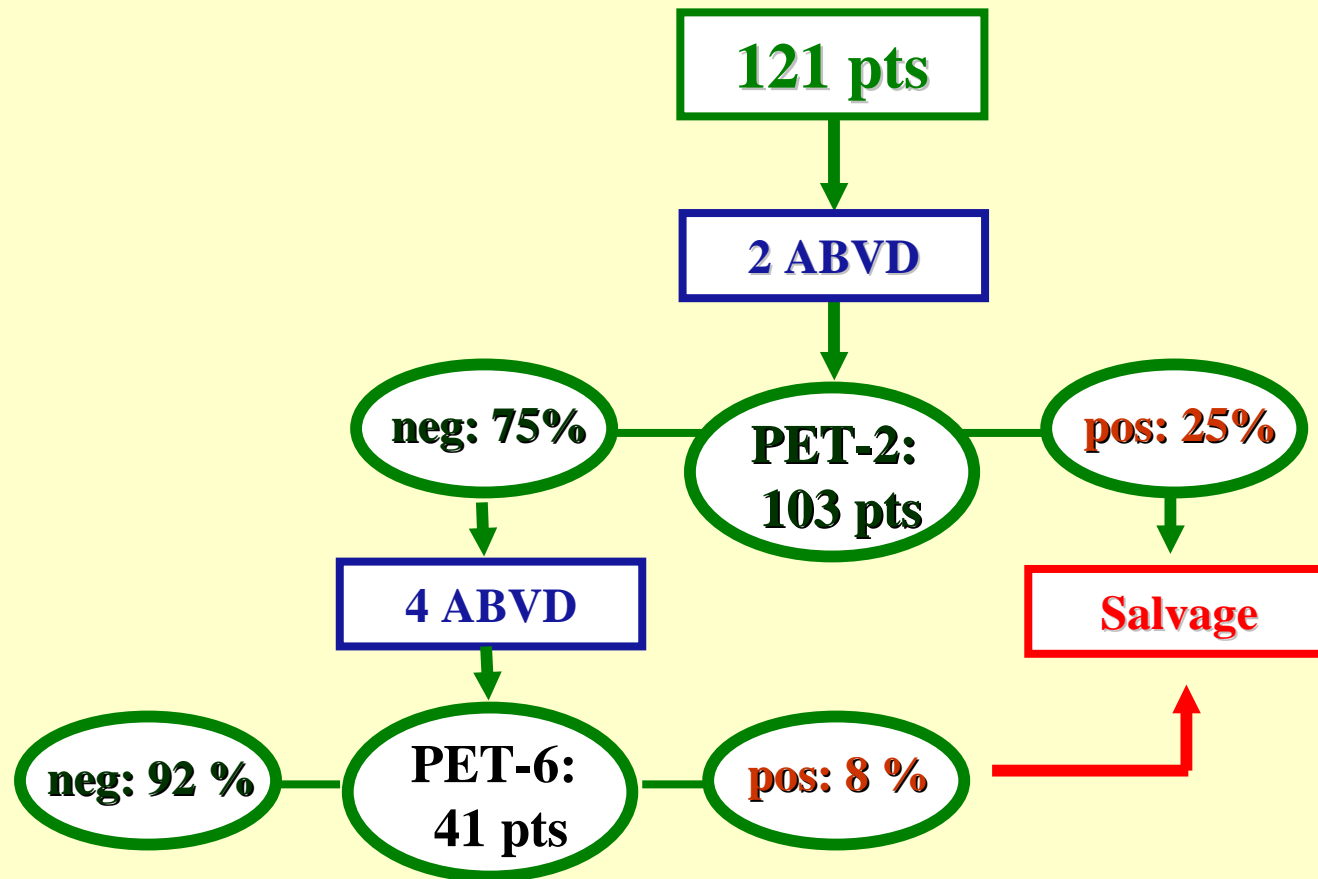 121 pts
2 ABVD
neg: 75%
PET-2:
103 pts
pos: 25%
4 ABVD
Salvage
neg: 92 %
PET-6:
41 pts
pos: 8 %